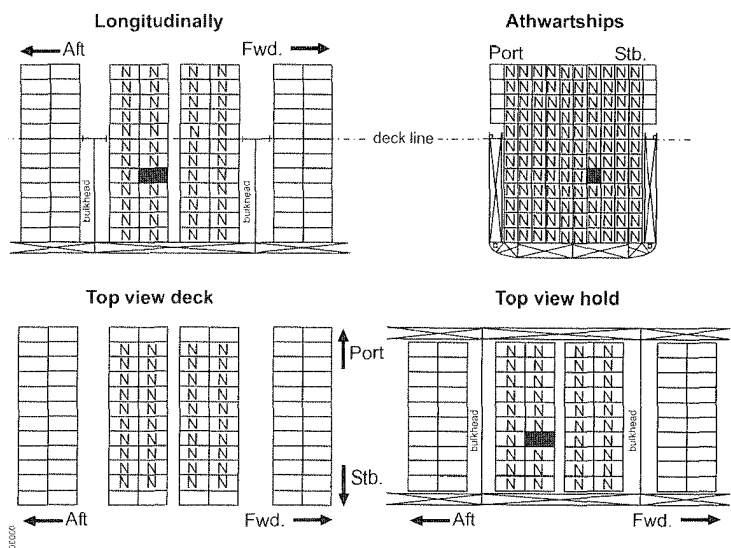 Longitudinally
Aft Fwd.
N N N N
N N N N
N N N N
N N N N
N N N N
N N N N
N N N N
N N N
N N N N
N N N N
N N N N
N N N N
bulkhead
bulkhead
deck line
Athwartships
Port Stb.
N N N N N N N N N N
N N N N N N N N N N
N N N N N N N N N N
N N N N N N N N N N
N N N N N N N N N N
N N N N N N N N N N
N N N N N N N N N N
N N N N N N N N N
N N N N N N N N N N
N N N N N N N N N N
N N N N N N N N N N
N N N N N N N N N N
Top view deck
Port
N N N N
N N N N
N N N N
N N N N
N N N N
N N N N
N N N N
N N N N
N N N N
N N N N
Stb.
Aft Fwd.
Top view hold
N N N N
N N N N
N N N N
N N N N
N N N N
N N N N
N N N
N N N N
N N N N
N N N N
bulkhead
bulkhead
Aft Fwd.